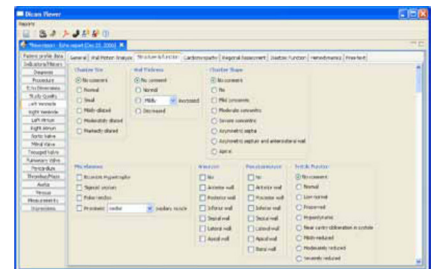 Dicom Viewer
Reports
Patient profile data
Indications/History
Diagnosis
Procedure
Study Quality
Left Ventricle
Right Ventricle
Left Atrium
Right Atrium
Aortic Valve
Mitral Valve
Tricuspid Valve
Pulmonary Valve
Pericardium
Thrombus/Mass
Aorta
Venous
Measurements
Impressions
General Wall Motion Analysis Structure&Function Cardiomyopathy Regional Assessment Diastolic Function Hemodynamics Free text
Chamber Size
No comment
Normal
Small
Mildly dilated
Moderately dilated
Markedly dilated
Wall Thickness
No comment
Normal
Mildly increased
Decreased
Chamber Shape
No comment
No
Mild concentric
Moderate concentric
Severe concentric
Asymmetric septal
Asymmetric septum and anterolateral wall
Apical
Miscellaneous
Eccentric Hypertrophy
Sigmoid septum
False tendon
Prominent papillary muscle
Aneurysm
No
Anterior wall
Posterior wall
Inferior wall
Septal wall
Lateral wall
Apical wall
Pseudoaneurysm
No
Anterior wall
Inferior wall
Septal wall
Lateral wall
Apical wall
Basal wall
Systolic Function
No comment
Normal
Low normal
Preserved
Hyperdynamic
Near cavity obliteration in systole
Mildly reduced
Moderately reduced
Severely reduced